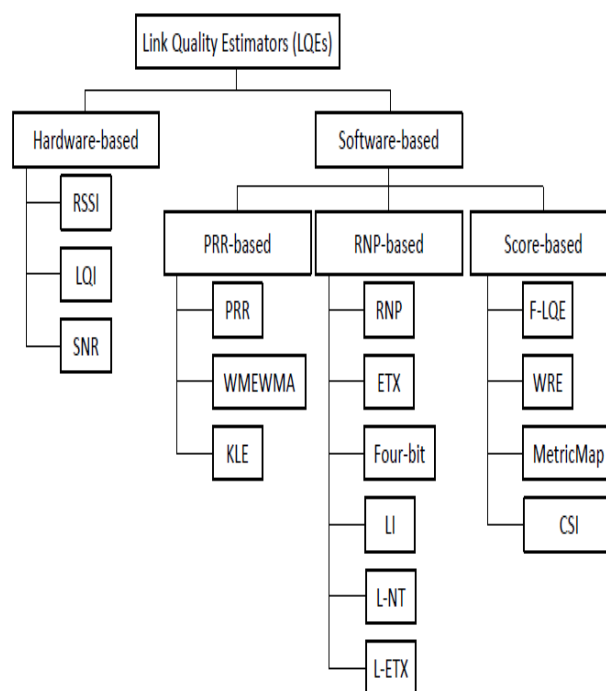 Link Quality Estimators (LQEs)
Hardware-based
Software-based
RSSI
LQI
SNR
PRR-based
RNP-based
Score-based
PRR
WMEWMA
KLE
RNP
ETX
Four-bit
LI
L-NT
L-ETX
F-LQE
WRE
MetricMap
CSI